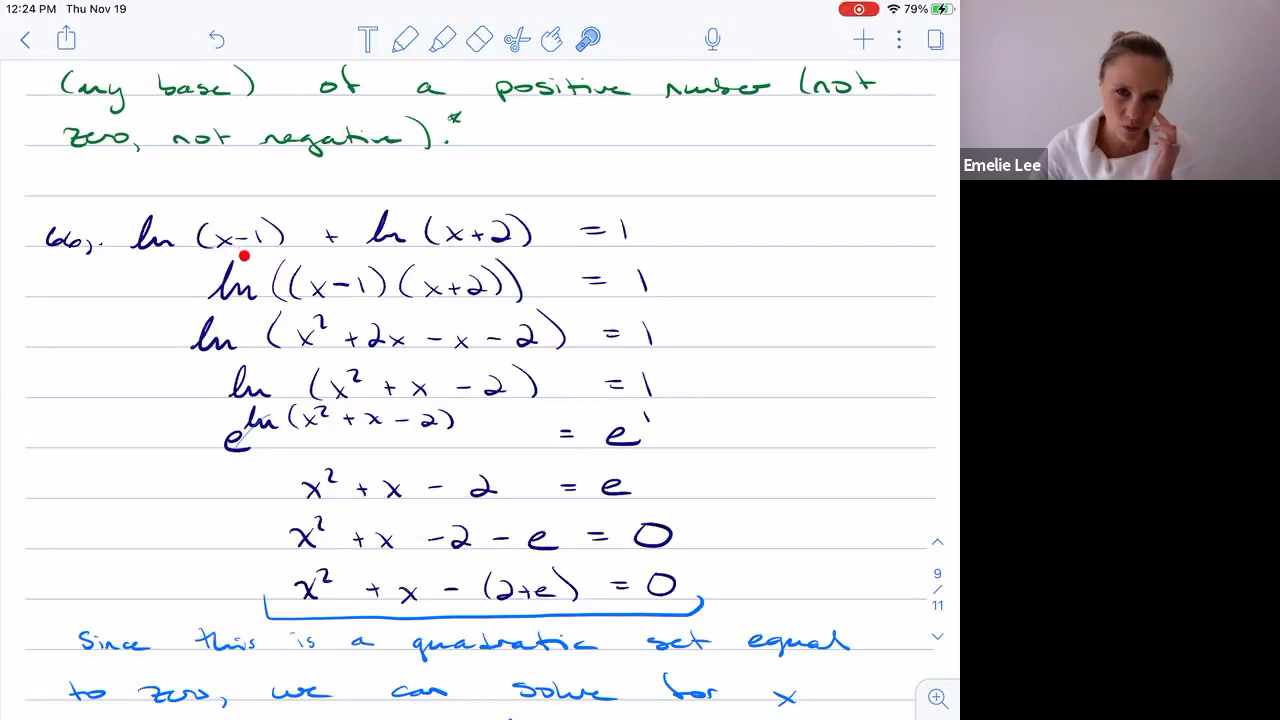 12:24 PM Thu Nov 19
79%
(any base) of a positive number (not
zero, not negative).*
Emelie Lee
66). ln (x-1) + ln (x+2) = 1
ln ((x-1)(x+2)) = 1
ln (x² + 2x - x - 2) = 1
ln (x² + x - 2) = 1
e^ln (x² + x - 2) = e^1
x² + x - 2 = e
x² + x - 2 - e = 0
x² + x - (2+e) = 0
9
/
11
Since this is a quadratic set equal
to zero, we can solve for x